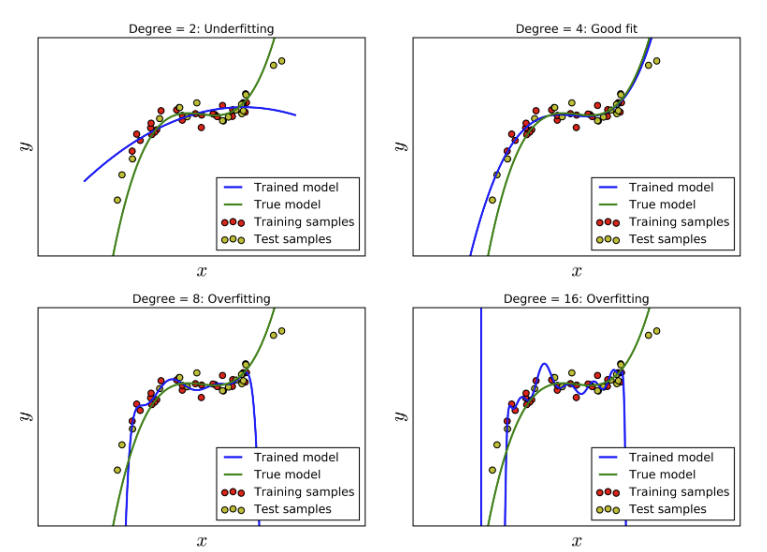 Degree = 2: Underfitting
y
Trained model
True model
Training samples
Test samples
x
Degree = 4: Good fit
y
Trained model
True model
Training samples
Test samples
x
Degree = 8: Overfitting
y
Trained model
True model
Training samples
Test samples
x
Degree = 16: Overfitting
y
Trained model
True model
Training samples
Test samples
x